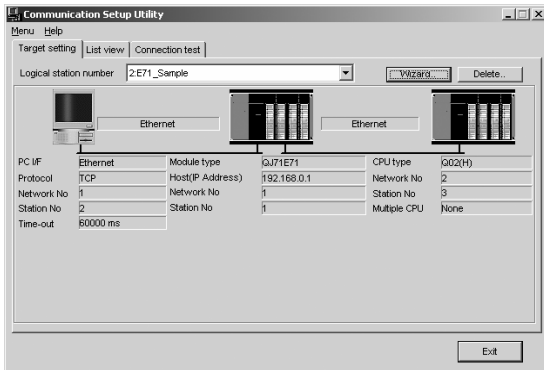 Communication Setup Utility
Menu Help
Target setting List view Connection test
Logical station number 2:E71_Sample Wizard.. Delete..
Ethernet Ethernet
PC I/F Ethernet Module type QJ71E71 CPU type Q02(H)
Protocol TCP Host(IP Address) 192.168.0.1 Network No 2
Network No 1 Network No 1 Station No 3
Station No 2 Station No 1 Multiple CPU None
Time-out 60000 ms
Exit